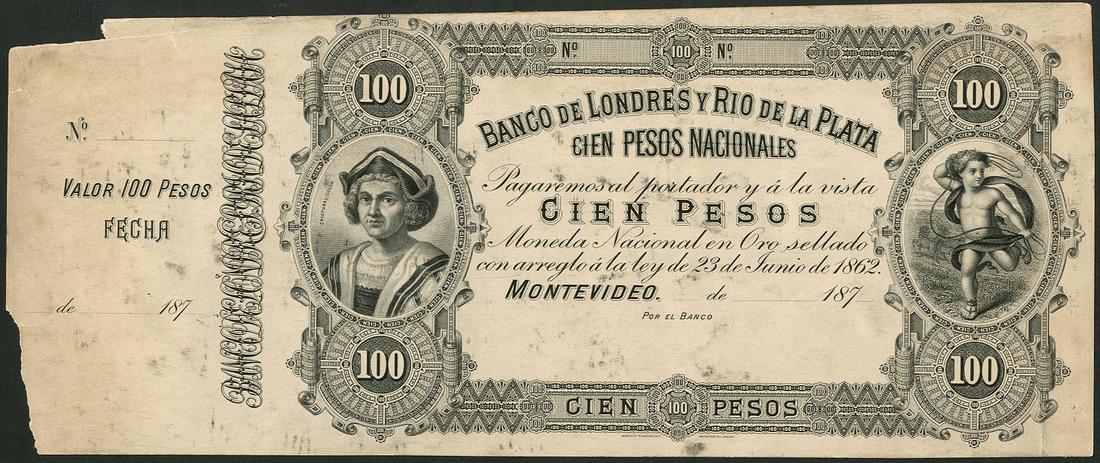 Nº
VALOR 100 PESOS
FECHA
de 187
100
100
100
100
Nº 100 Nº
BANCO DE LONDRES Y RIO DE LA PLATA
CIEN PESOS NACIONALES
Pagaremos al portador y á la vista
CIEN PESOS
Moneda Nacional en Oro sellado
con arreglo á la ley de 23 de Junio de 1862.
MONTEVIDÉO. de 187
POR EL BANCO
CIEN 100 PESOS